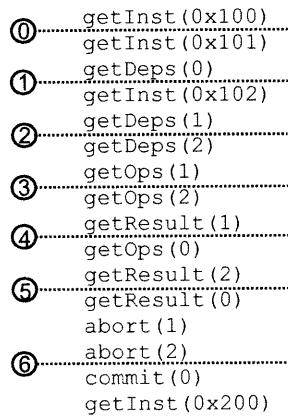 getInst(0x100)
0
getInst(0x101)
getDeps(0)
1
getInst(0x102)
getDeps(1)
2
getDeps(2)
getOps(1)
3
getOps(2)
getResult(1)
4
getOps(0)
getResult(2)
5
getResult(0)
abort(1)
abort(2)
6
commit(0)
getInst(0x200)